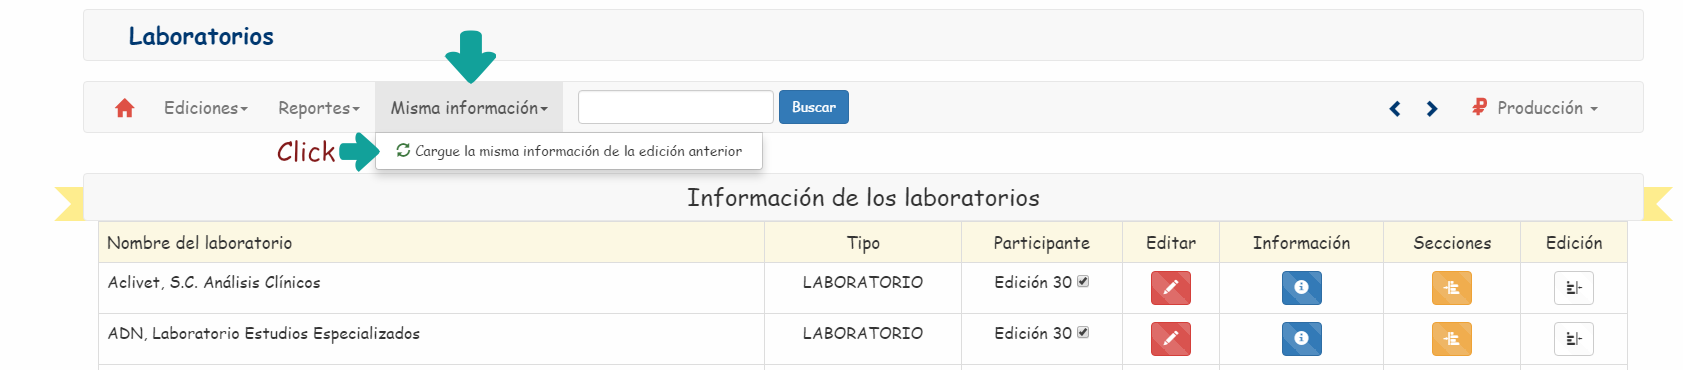 Laboratorios
Ediciones Reportes Misma información Buscar Producción
Click Cargue la misma información de la edición anterior
Información de los laboratorios
Nombre del laboratorio Tipo Participante Editar Información Secciones Edición
Aclivet, S.C. Análisis Clínicos LABORATORIO Edición 30
ADN, Laboratorio Estudios Especializados LABORATORIO Edición 30